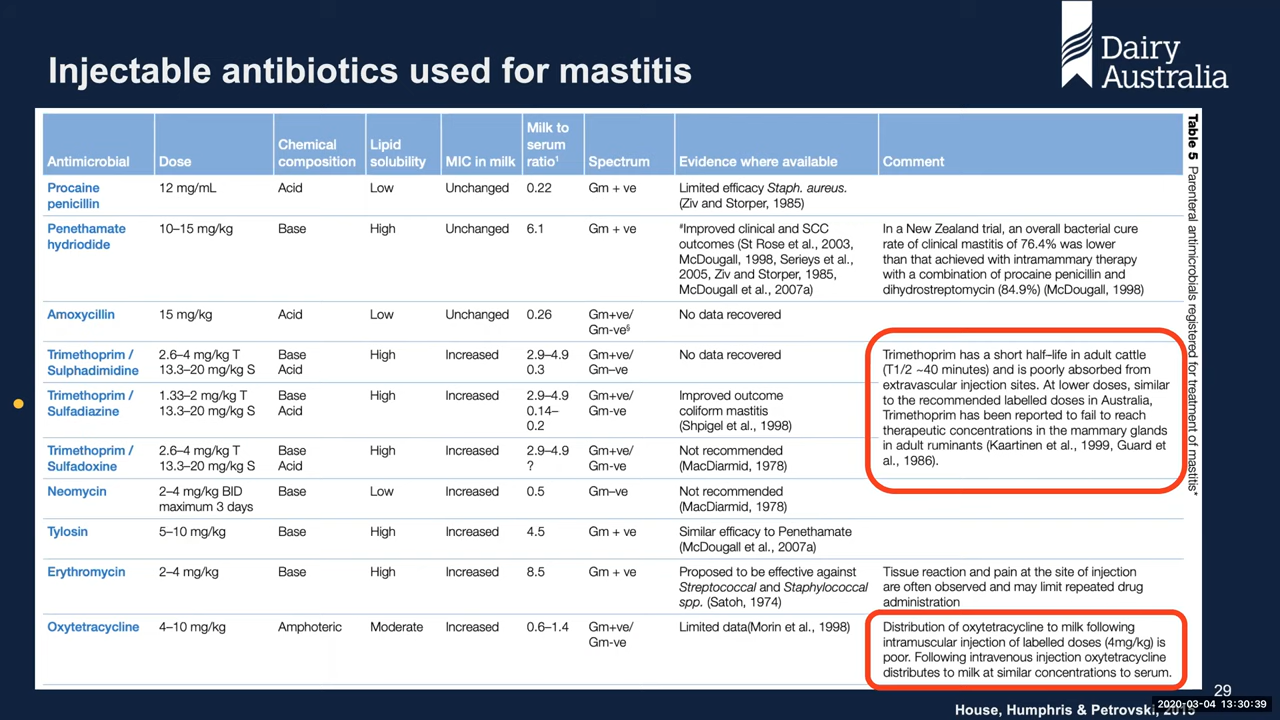 Injectable antibiotics used for mastitis
Dairy
Australia
Antimicrobial
Dose
Chemical
composition
Lipid
solubility
MIC in milk
Milk to
serum
ratio¹
Spectrum
Evidence where available
Comment
Procaine
penicillin
12 mg/mL
Acid
Low
Unchanged
0.22
Gm + ve
Limited efficacy Staph. aureus.
(Ziv and Storper, 1985)
Penethamate
hydriodide
10–15 mg/kg
Base
High
Unchanged
6.1
Gm + ve
#Improved clinical and SCC
outcomes (St Rose et al., 2003,
McDougall, 1998, Serieys et al.,
2005, Ziv and Storper, 1985,
McDougall et al., 2007a)
In a New Zealand trial, an overall bacterial cure
rate of clinical mastitis of 76.4% was lower
than that achieved with intramammary therapy
with a combination of procaine penicillin and
dihydrostreptomycin (84.9%) (McDougall, 1998)
Amoxycillin
15 mg/kg
Acid
Low
Unchanged
0.26
Gm+ve/
Gm-ve§
No data recovered
Trimethoprim /
Sulphadimidine
2.6–4 mg/kg T
13.3–20 mg/kg S
Base
Acid
High
Increased
2.9–4.9
0.3
Gm+ve/
Gm–ve
No data recovered
Trimethoprim has a short half–life in adult cattle
(T1/2 ~40 minutes) and is poorly absorbed from
extravascular injection sites. At lower doses, similar
to the recommended labelled doses in Australia,
Trimethoprim has been reported to fail to reach
therapeutic concentrations in the mammary glands
in adult ruminants (Kaartinen et al., 1999, Guard et
al., 1986).
Trimethoprim /
Sulfadiazine
1.33–2 mg/kg T
13.3–20 mg/kg S
Base
Acid
High
Increased
2.9–4.9
0.14–
0.2
Gm+ve/
Gm-ve
Improved outcome
coliform mastitis
(Shpigel et al., 1998)
Trimethoprim /
Sulfadoxine
2.6–4 mg/kg T
13.3–20 mg/kg S
Base
Acid
High
Increased
2.9–4.9
?
Gm+ve/
Gm-ve
Not recommended
(MacDiarmid, 1978)
Neomycin
2–4 mg/kg BID
maximum 3 days
Base
Low
Increased
0.5
Gm–ve
Not recommended
(MacDiarmid, 1978)
Tylosin
5–10 mg/kg
Base
High
Increased
4.5
Gm + ve
Similar efficacy to Penethamate
(McDougall et al., 2007a)
Erythromycin
2–4 mg/kg
Base
High
Increased
8.5
Gm + ve
Proposed to be effective against
Streptococcal and Staphylococcal
spp. (Satoh, 1974)
Tissue reaction and pain at the site of injection
are often observed and may limit repeated drug
administration
Oxytetracycline
4–10 mg/kg
Amphoteric
Moderate
Increased
0.6–1.4
Gm+ve/
Gm-ve
Limited data(Morin et al., 1998)
Distribution of oxytetracycline to milk following
intramuscular injection of labelled doses (4mg/kg) is
poor. Following intravenous injection oxytetracycline
distributes to milk at similar concentrations to serum.
Table 5 Parenteral antimicrobials registered for treatment of mastitis*
29
House, Humphris & Petrovski,
2020-03-04 13:30:39